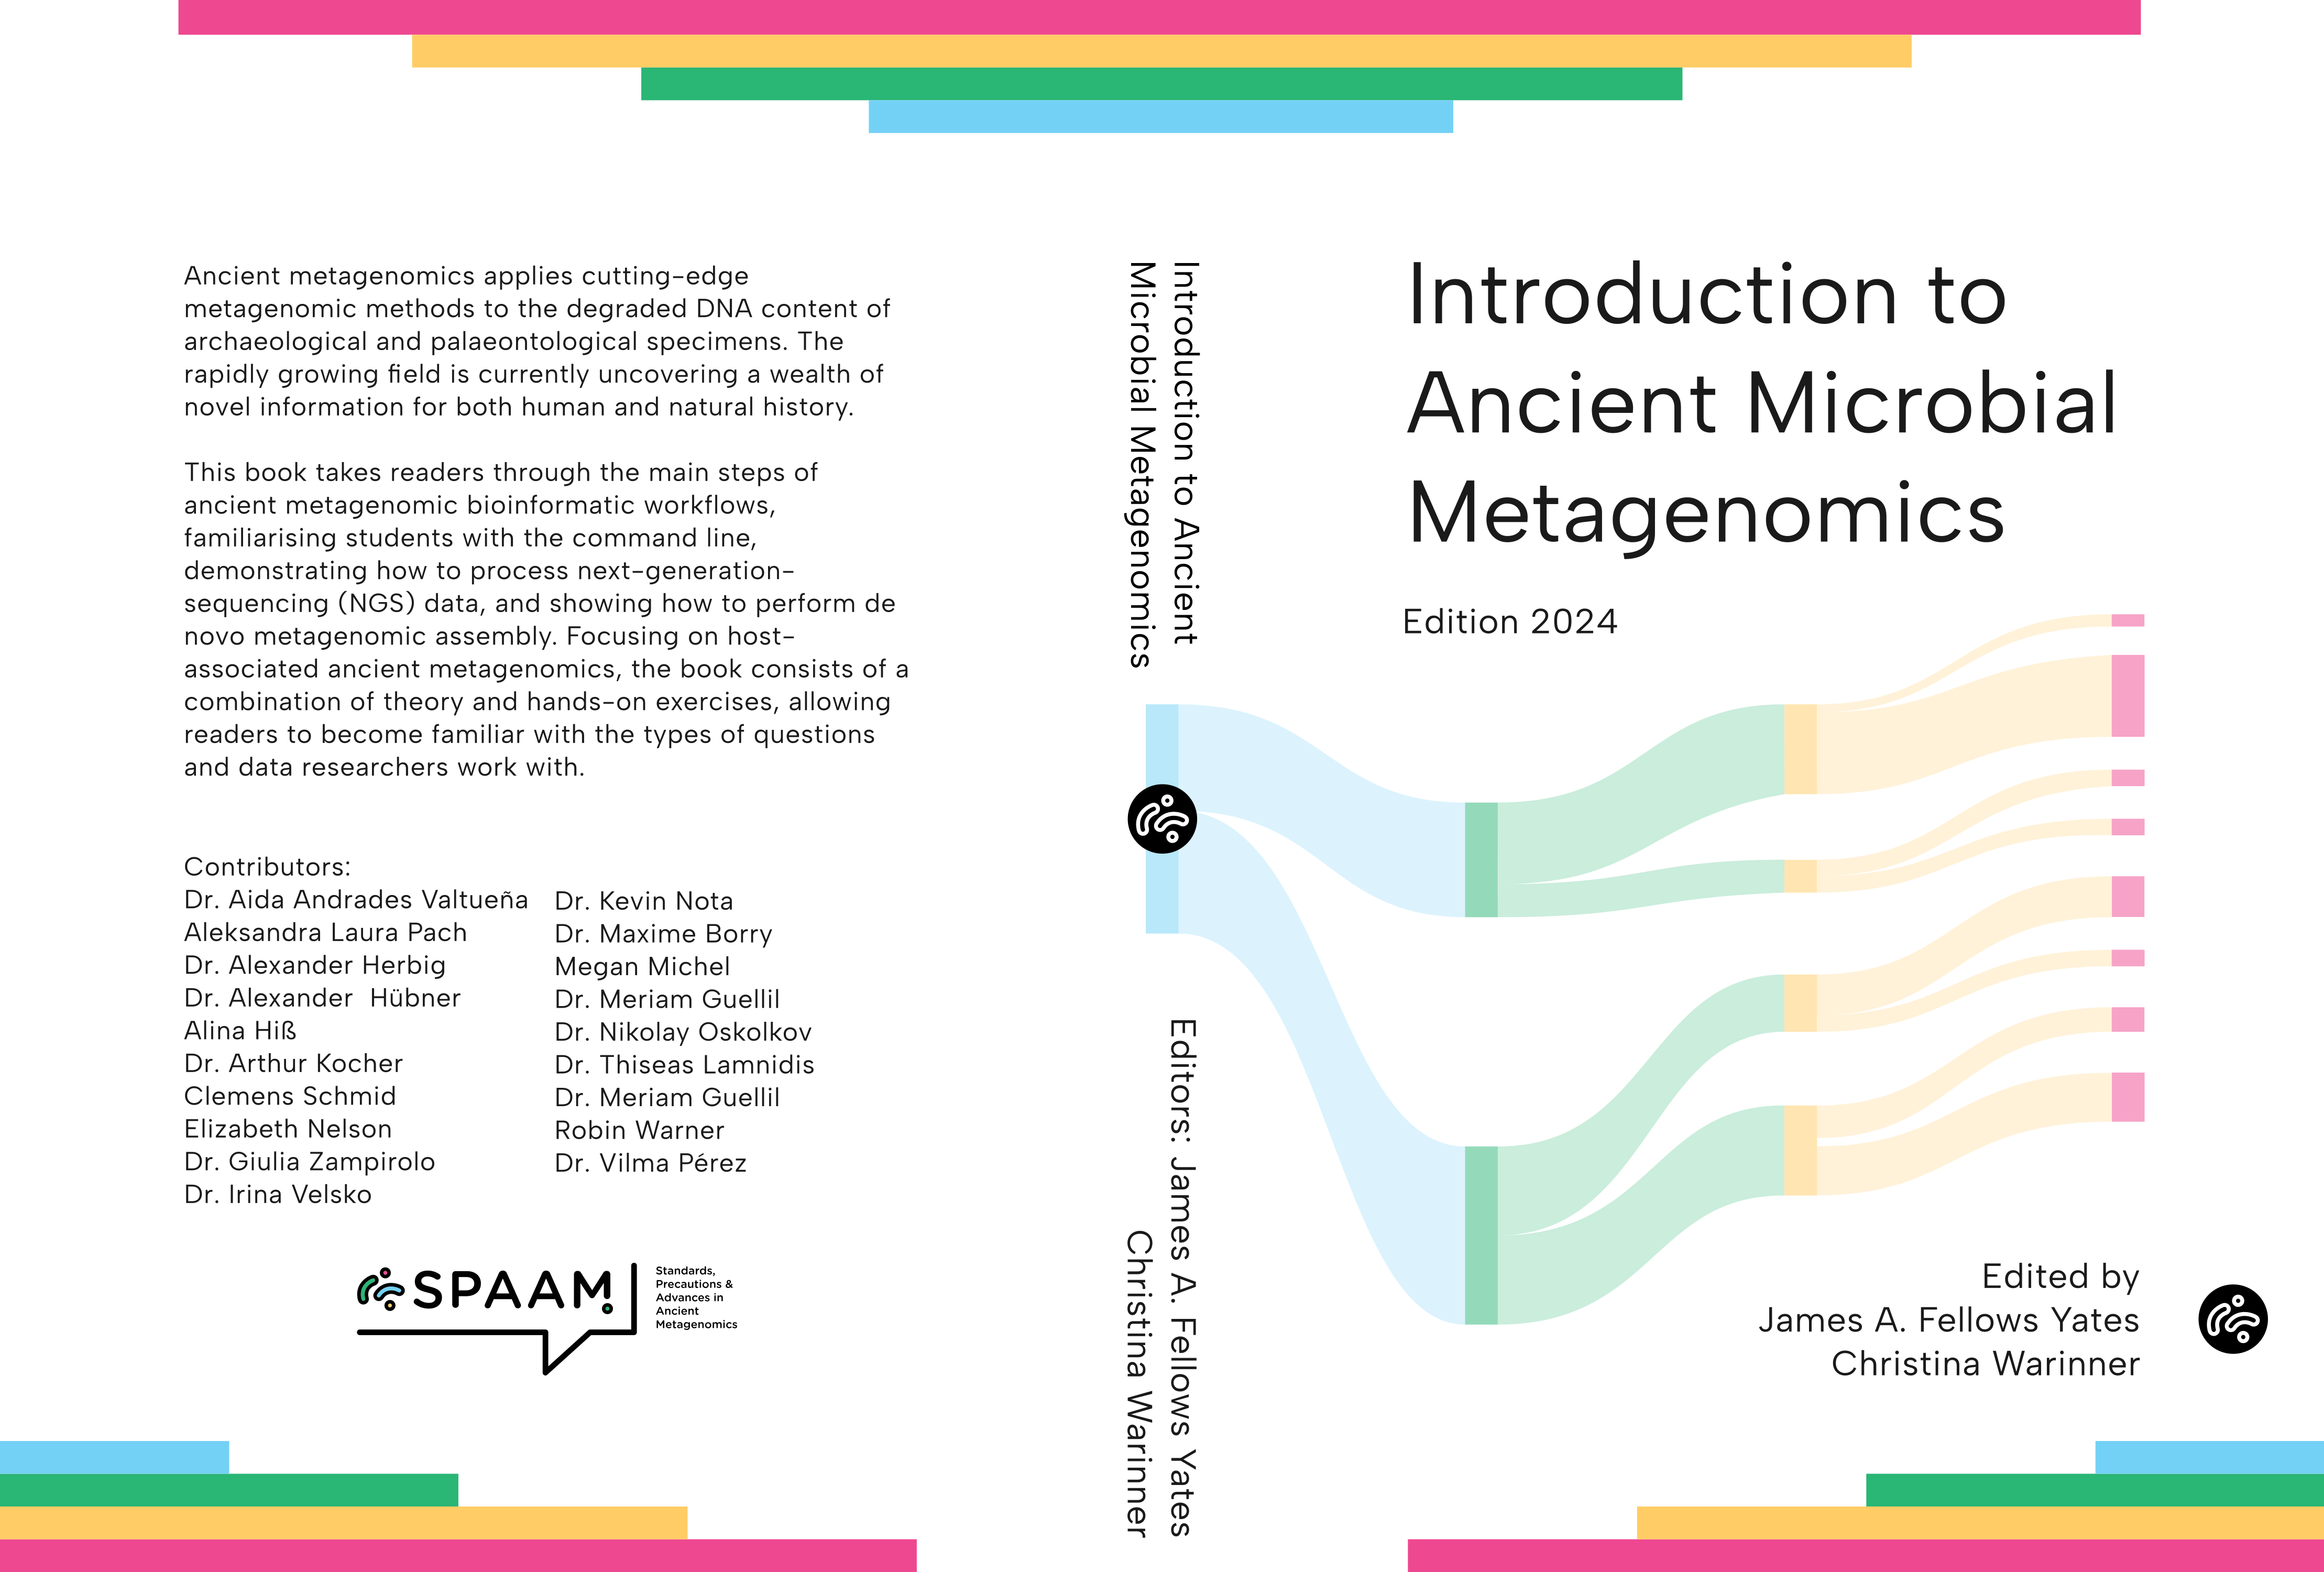 Ancient metagenomics applies cutting-edge
metagenomic methods to the degraded DNA content of
archaeological and palaeontological specimens. The
rapidly growing field is currently uncovering a wealth of
novel information for both human and natural history.
This book takes readers through the main steps of
ancient metagenomic bioinformatic workflows,
familiarising students with the command line,
demonstrating how to process next-generation-
sequencing (NGS) data, and showing how to perform de
novo metagenomic assembly. Focusing on host-
associated ancient metagenomics, the book consists of a
combination of theory and hands-on exercises, allowing
readers to become familiar with the types of questions
and data researchers work with.
Contributors:
Dr. Aida Andrades Valtueña
Aleksandra Laura Pach
Dr. Alexander Herbig
Dr. Alexander  Hübner
Alina Hiß
Dr. Arthur Kocher
Clemens Schmid
Elizabeth Nelson
Dr. Giulia Zampirolo
Dr. Irina Velsko
Dr. Kevin Nota
Dr. Maxime Borry
Megan Michel
Dr. Meriam Guellil
Dr. Nikolay Oskolkov
Dr. Thiseas Lamnidis
Dr. Meriam Guellil
Robin Warner
Dr. Vilma Pérez
SPAAM
Standards,
Precautions &
Advances in
Ancient
Metagenomics
Introduction to Ancient
Microbial Metagenomics
Editors: James A. Fellows Yates
Christina Warinner
Introduction to
Ancient Microbial
Metagenomics
Edition 2024
Edited by
James A. Fellows Yates
Christina Warinner